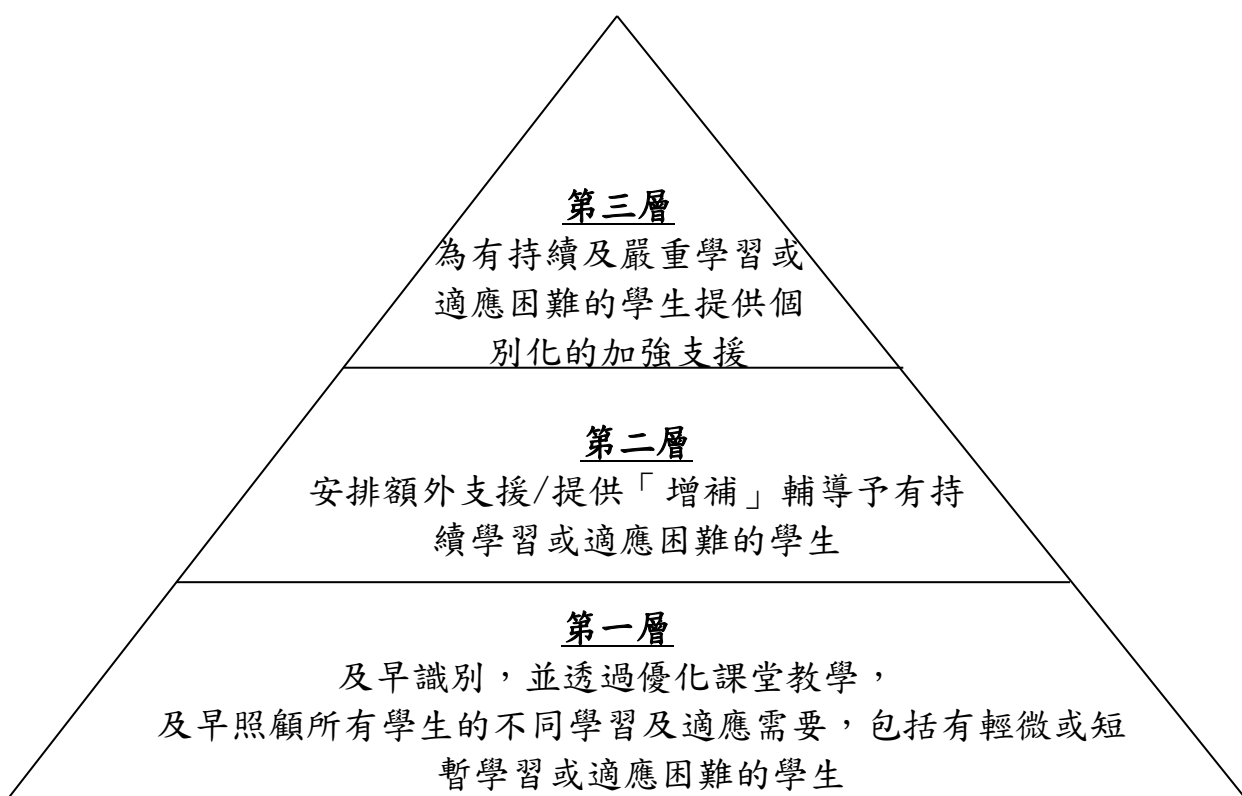 第三層
為有持續及嚴重學習或
適應困難的學生提供個
別化的加強支援
第二層
安排額外支援/提供「增補」輔導予有持
續學習或適應困難的學生
第一層
及早識別，並透過優化課堂教學，
及早照顧所有學生的不同學習及適應需要，包括有輕微或短
暫學習或適應困難的學生